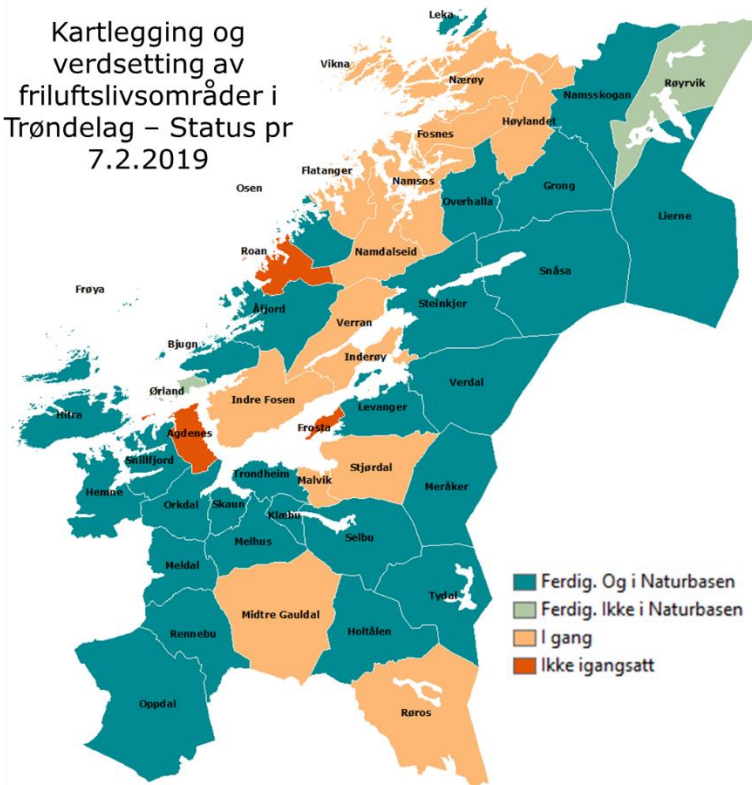 Kartlegging og
verdsetting av
friluftslivsområder i
Trøndelag – Status pr
7.2.2019
Leka
Vikna
Nærøy
Namsskogan
Røyrvik
Fosnes
Høylandet
Flatanger
Namsos
Osen
Overhalla
Grong
Lierne
Roan
Namdalseid
Snåsa
Frøya
Åfjord
Steinkjer
Verran
Bjugn
Inderøy
Verdal
Ørland
Indre Fosen
Levanger
Hitra
Agdenes
Frosta
Snillfjord
Stjørdal
Trondheim
Malvik
Meråker
Hemne
Orkdal
Skaun
Klæbu
Melhus
Selbu
Meldal
Tydal
Midtre Gauldal
Rennebu
Holtålen
Oppdal
Røros
Ferdig. Og i Naturbasen
Ferdig. Ikke i Naturbasen
I gang
Ikke igangsatt